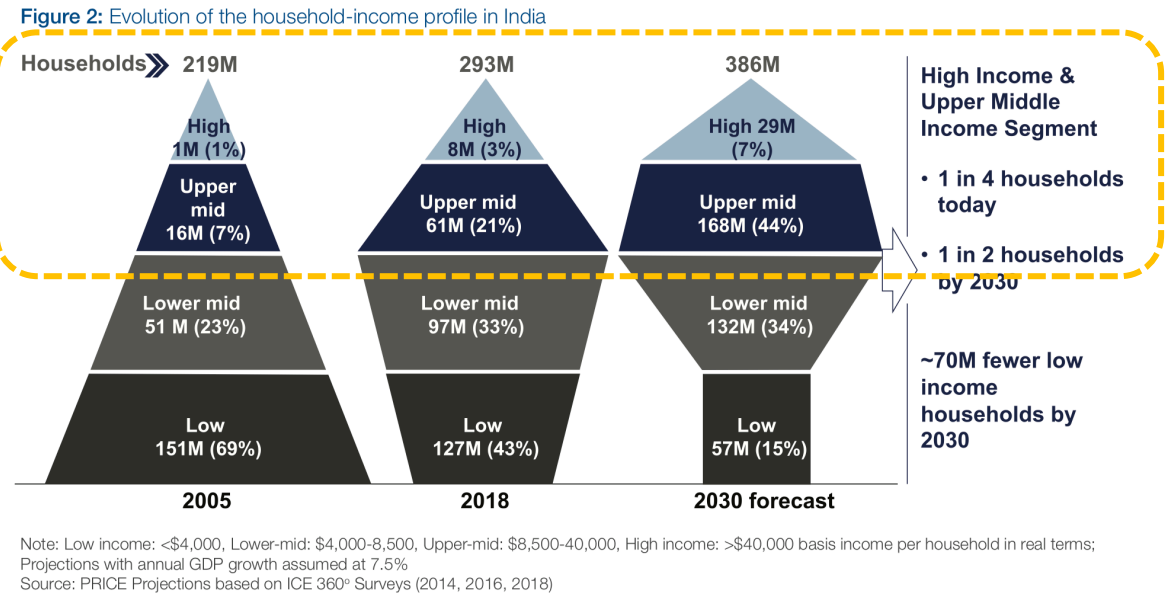 Figure 2: Evolution of the household-income profile in India
Households 219M 293M 386M
High
1M (1%)
Upper
mid
16M (7%)
Lower mid
51 M (23%)
Low
151M (69%)
2005
High
8M (3%)
Upper mid
61M (21%)
Lower mid
97M (33%)
Low
127M (43%)
2018
High 29M
(7%)
Upper mid
168M (44%)
Lower mid
132M (34%)
Low
57M (15%)
2030 forecast
High Income &
Upper Middle
Income Segment
• 1 in 4 households
today
• 1 in 2 households
by 2030
~70M fewer low
income
households by
2030
Note: Low income: <$4,000, Lower-mid: $4,000-8,500, Upper-mid: $8,500-40,000, High income: >$40,000 basis income per household in real terms;
Projections with annual GDP growth assumed at 7.5%
Source: PRICE Projections based on ICE 360° Surveys (2014, 2016, 2018)